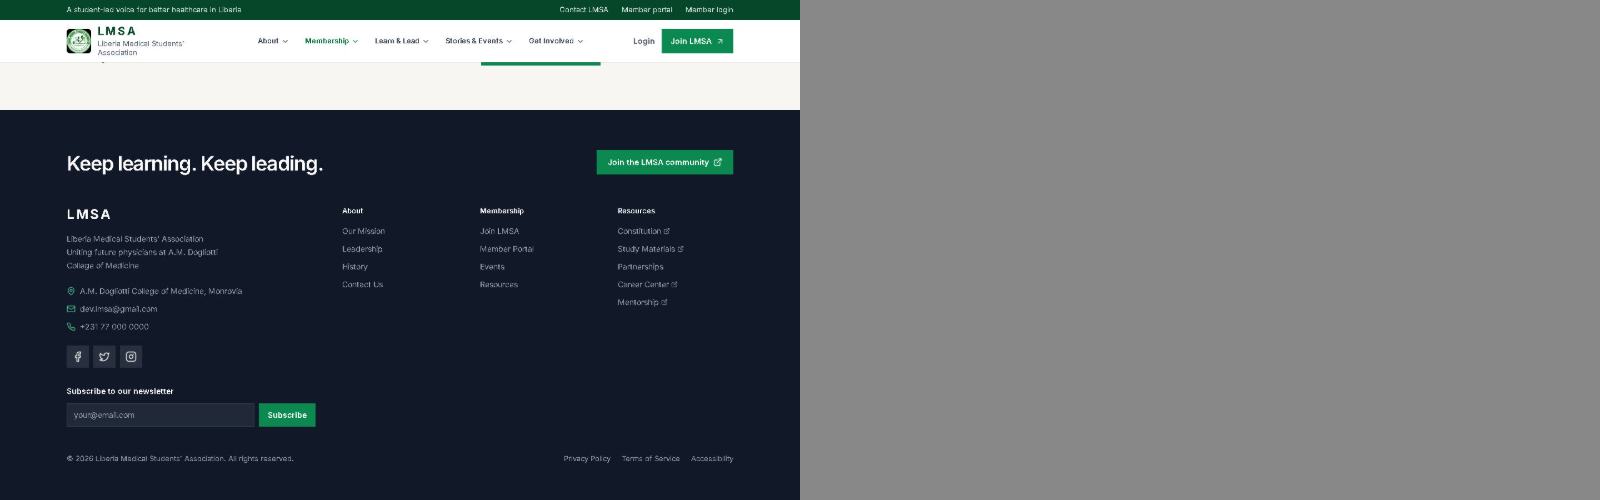 A student-led voice for better healthcare in Liberia
Contact LMSA Member portal Member login
LMSA
Liberia Medical Students'
Association
About Membership Learn & Lead Stories & Events Get Involved
Login Join LMSA
Keep learning. Keep leading.
Join the LMSA community
LMSA
Liberia Medical Students' Association
Uniting future physicians at A.M. Dogliotti
College of Medicine
A.M. Dogliotti College of Medicine, Monrovia
dev.lmsa@gmail.com
+231 77 000 0000
Subscribe to our newsletter
your@email.com
Subscribe
About
Our Mission
Leadership
History
Contact Us
Membership
Join LMSA
Member Portal
Events
Resources
Resources
Constitution
Study Materials
Partnerships
Career Center
Mentorship
© 2026 Liberia Medical Students' Association. All rights reserved.
Privacy Policy Terms of Service Accessibility